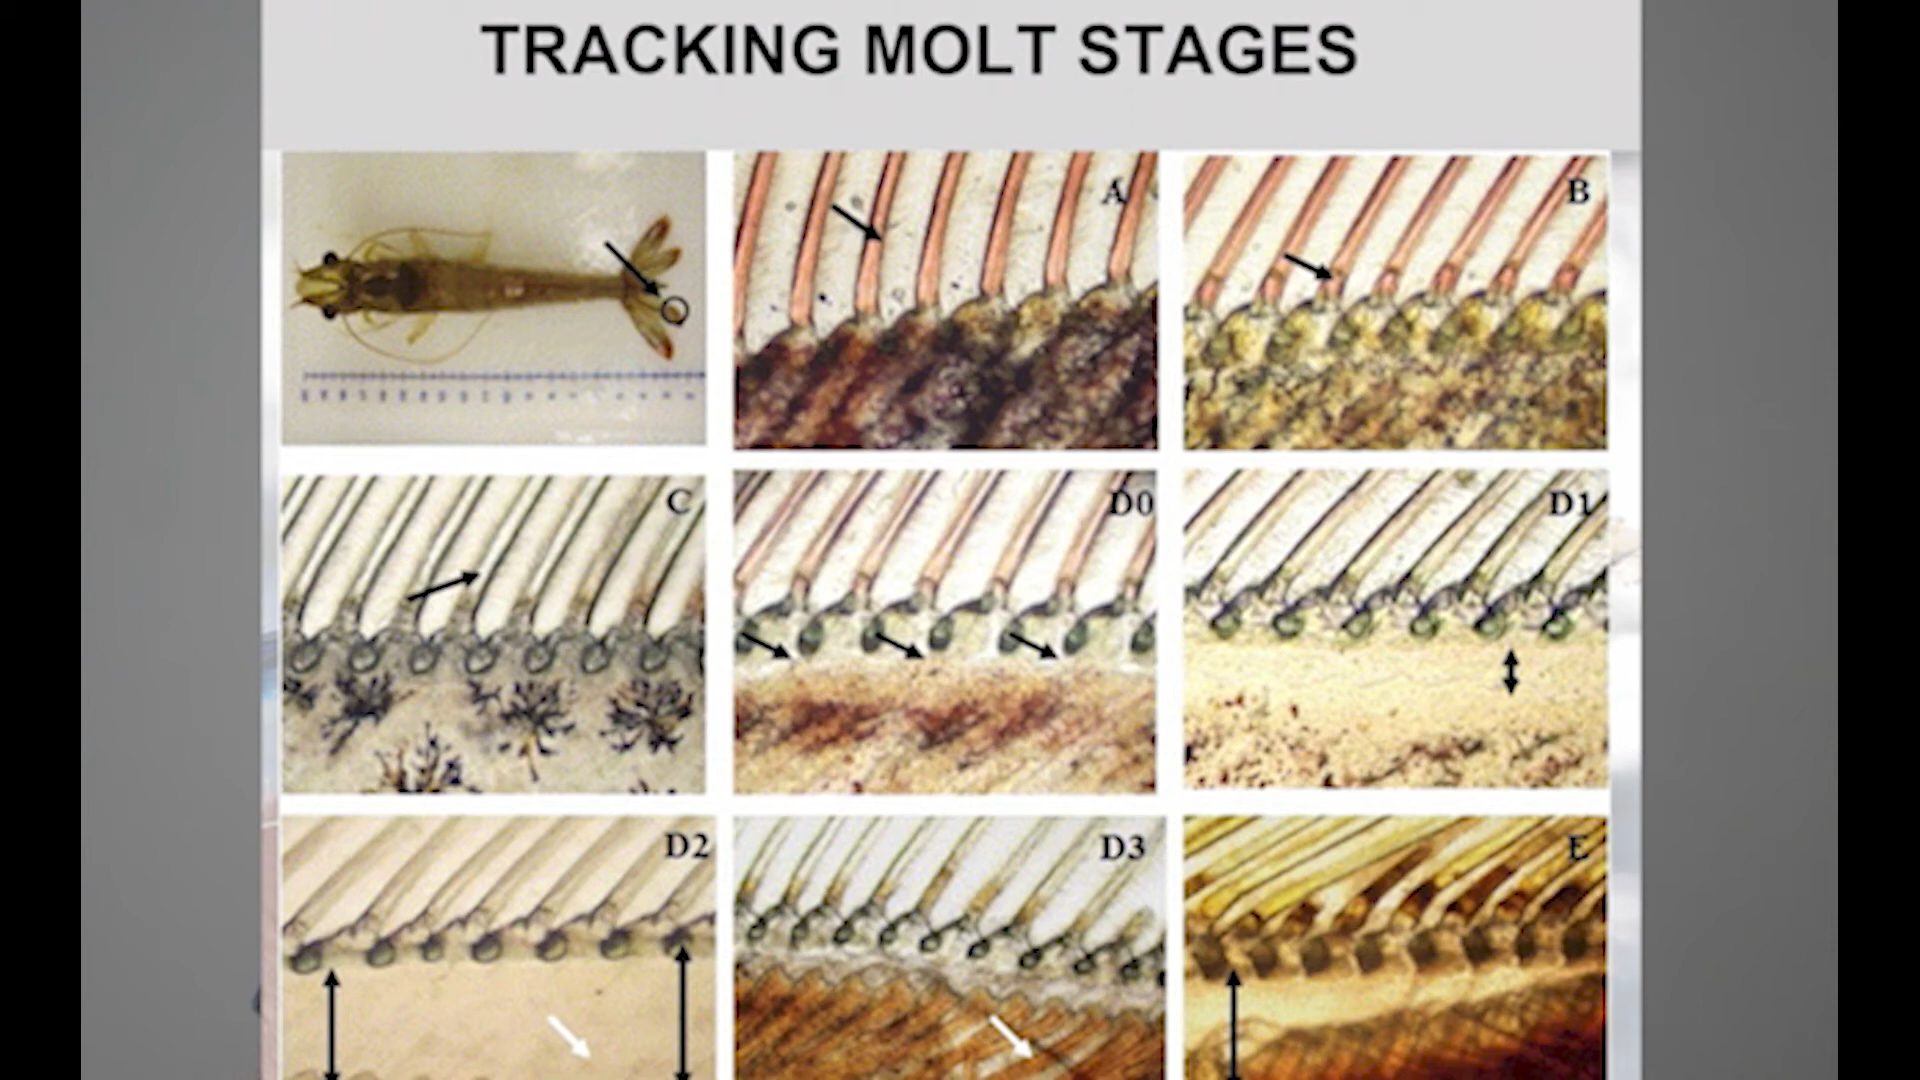 TRACKING MOLT STAGES
A
B
C
D0
D1
D2
D3
E